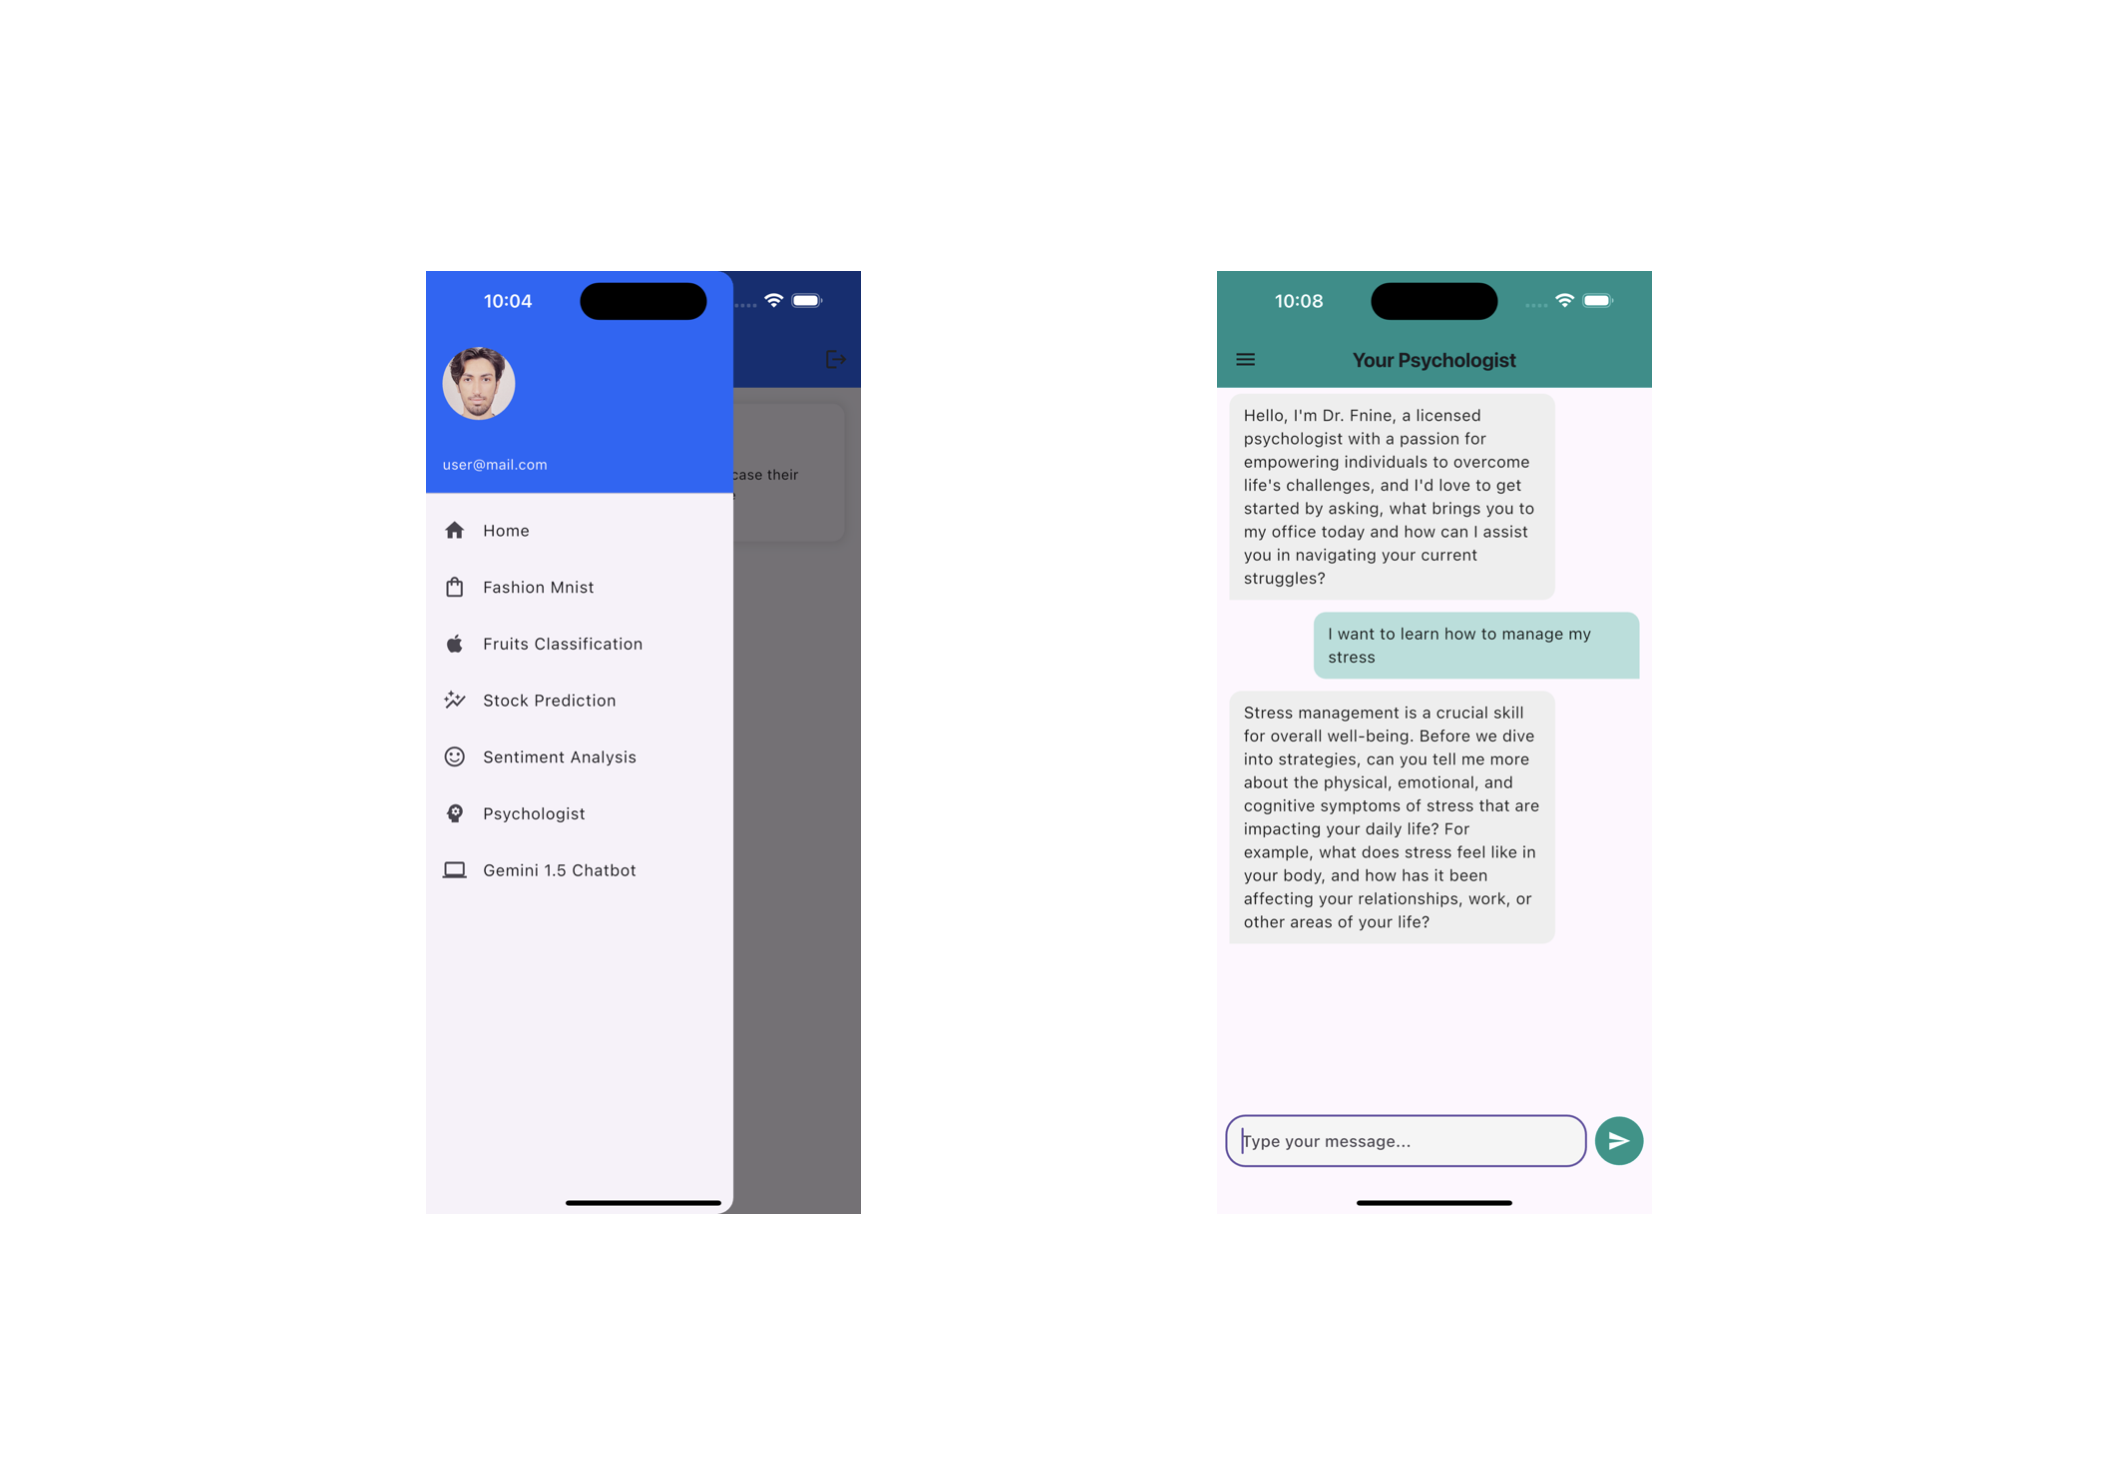 10:04
user@mail.com
case their
Home
Fashion Mnist
Fruits Classification
Stock Prediction
Sentiment Analysis
Psychologist
Gemini 1.5 Chatbot
10:08
Your Psychologist
Hello, I'm Dr. Fnine, a licensed
psychologist with a passion for
empowering individuals to overcome
life's challenges, and I'd love to get
started by asking, what brings you to
my office today and how can I assist
you in navigating your current
struggles?
I want to learn how to manage my
stress
Stress management is a crucial skill
for overall well-being. Before we dive
into strategies, can you tell me more
about the physical, emotional, and
cognitive symptoms of stress that are
impacting your daily life? For
example, what does stress feel like in
your body, and how has it been
affecting your relationships, work, or
other areas of your life?
Type your message...